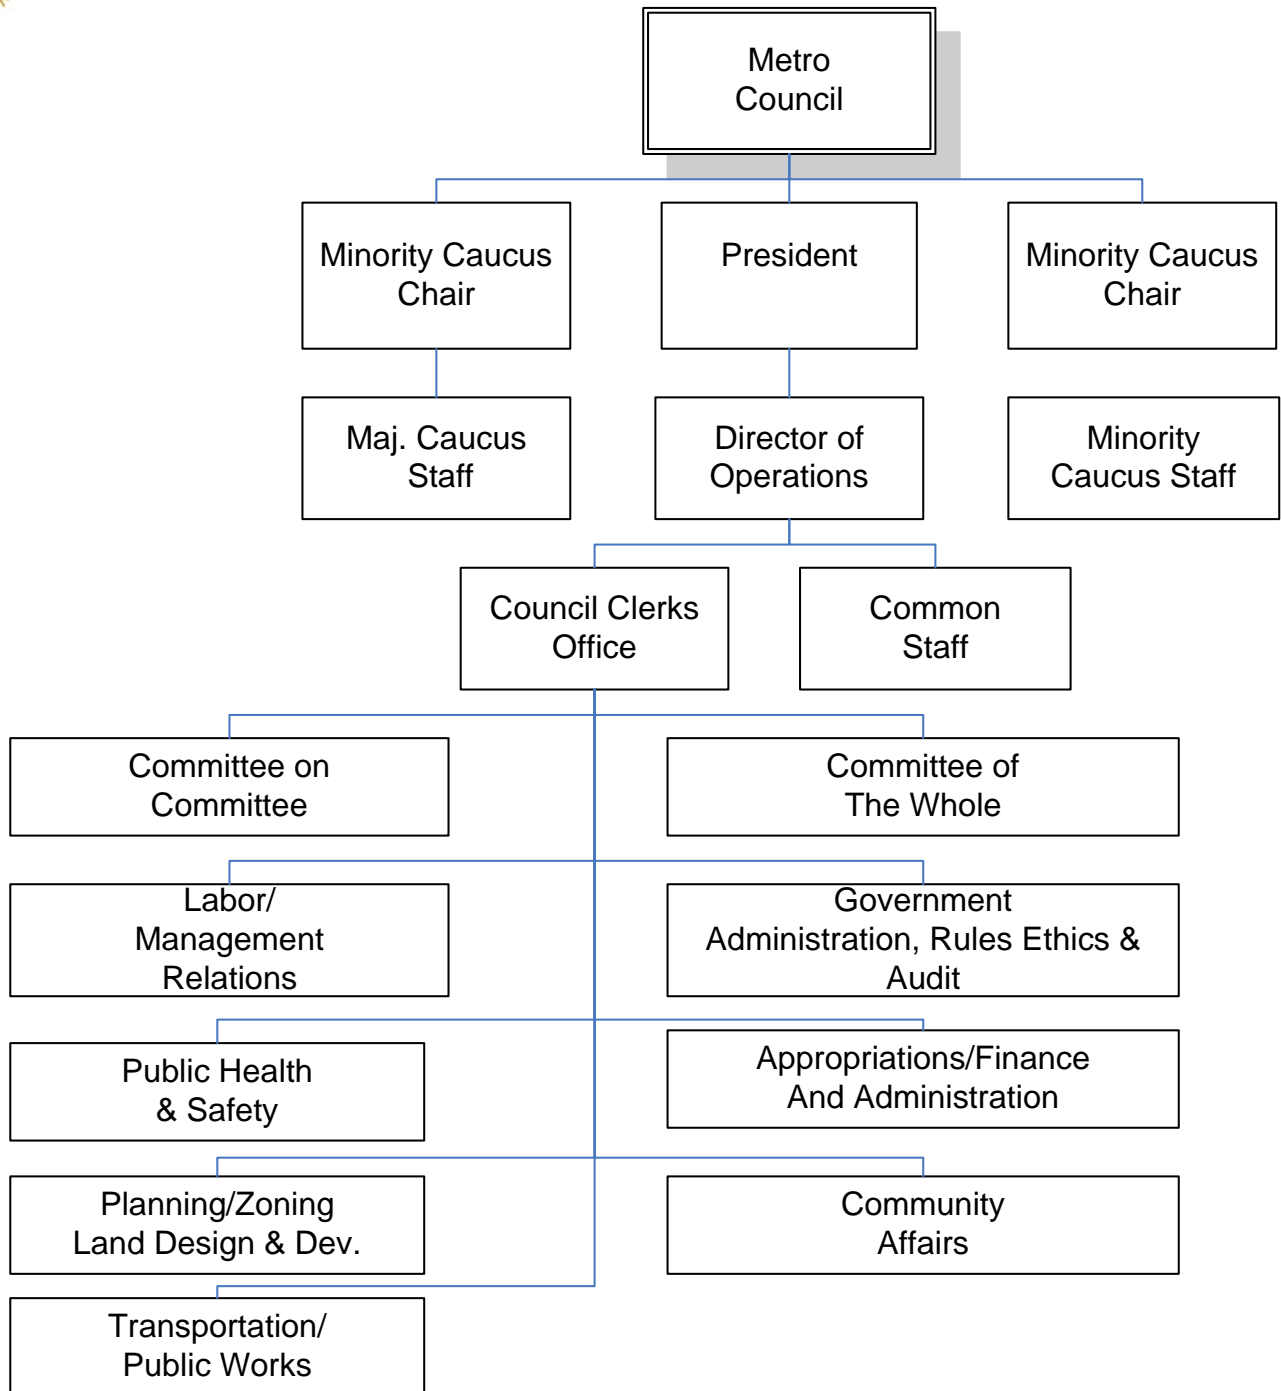 Metro
Council
Minority Caucus
Chair
President
Minority Caucus
Chair
Maj. Caucus
Staff
Director of
Operations
Minority
Caucus Staff
Council Clerks
Office
Common
Staff
Committee on
Committee
Committee of
The Whole
Labor/
Management
Relations
Government
Administration, Rules Ethics &
Audit
Public Health
& Safety
Appropriations/Finance
And Administration
Planning/Zoning
Land Design & Dev.
Community
Affairs
Transportation/
Public Works